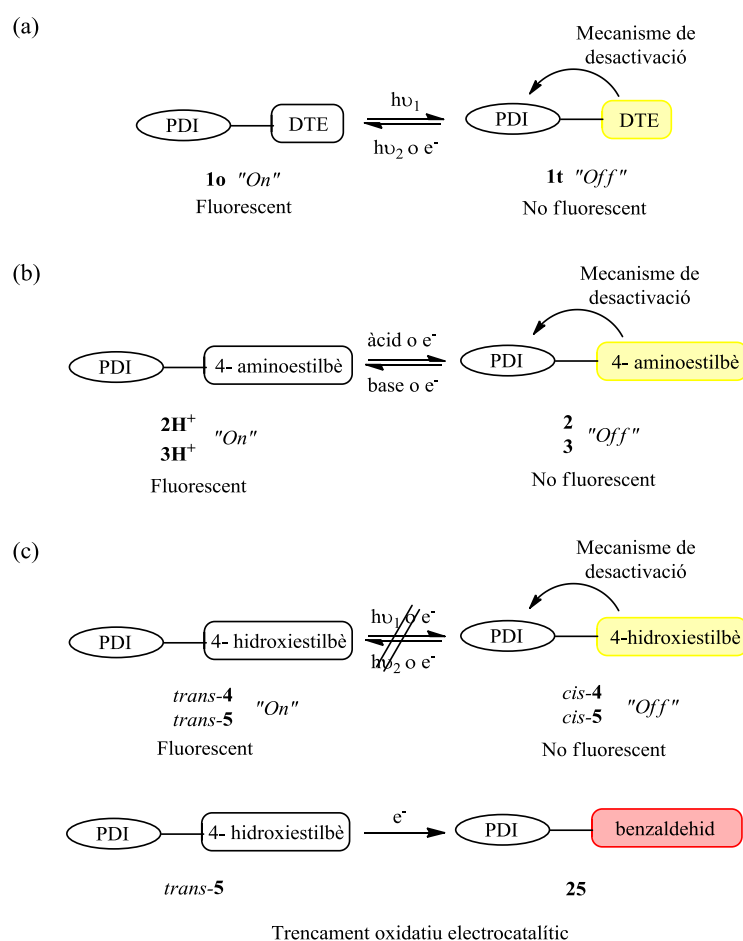 (a)
Mecanisme de
desactivació
PDI
DTE
hυ1
hυ2 o e-
PDI
DTE
1o "On"
Fluorescent
1t "Off"
No fluorescent
(b)
Mecanisme de
desactivació
PDI
4- aminoestilbè
àcid o e-
base o e-
PDI
4- aminoestilbè
2H+
3H+
"On"
Fluorescent
2
3
"Off"
No fluorescent
(c)
Mecanisme de
desactivació
PDI
4- hidroxiestilbè
hυ1 o e-
hυ2 o e-
PDI
4-hidroxiestilbè
trans-4
trans-5
"On"
Fluorescent
cis-4
cis-5
"Off"
No fluorescent
PDI
4- hidroxiestilbè
e-
PDI
benzaldehid
trans-5
25
Trencament oxidatiu electrocatalític